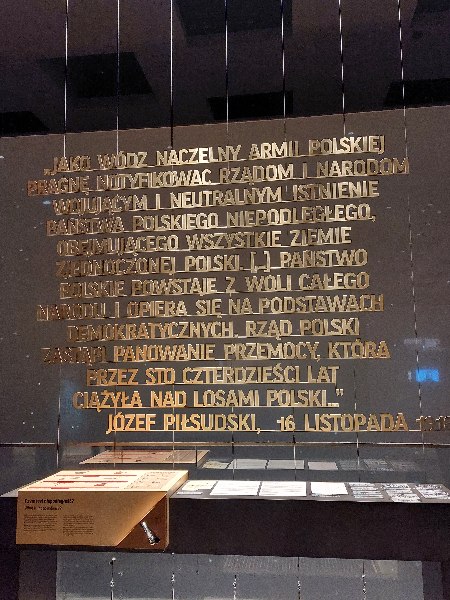 „JAKO WÓDZ NACZELNY ARMII POLSKIEJ
PRAGNĘ NOTYFIKOWAĆ RZĄDOM I NARODOM
WOJUJĄCYM I NEUTRALNYM ISTNIENIE
PAŃSTWA POLSKIEGO NIEPODLEGŁEGO,
OBEJMUJĄCEGO WSZYSTKIE ZIEMIE
ZJEDNOCZONEJ POLSKI. [...] PAŃSTWO
POLSKIE POWSTAJE Z WOLI CAŁEGO
NARODU I OPIERA SIĘ NA PODSTAWACH
DEMOKRATYCZNYCH. RZĄD POLSKI
ZASTĄPI PANOWANIE PRZEMOCY, KTÓRA
PRZEZ STO CZTERDZIEŚCI LAT
CIĄŻYŁA NAD LOSAMI POLSKI...”
JÓZEF PIŁSUDSKI, 16 LISTOPADA